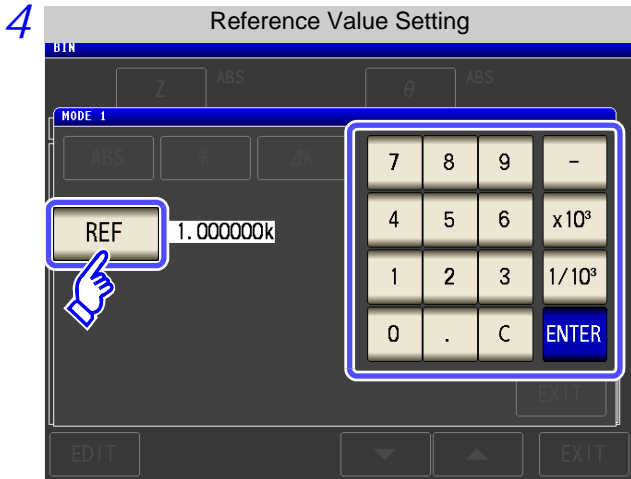 4 Reference Value Setting
BIN
Z ABS θ ABS
MODE 1
ABS % Δ%
7 8 9 -
REF 1.000000k 4 5 6 x10³
1 2 3 1/10³
0 . C ENTER
EXIT
EDIT EXIT